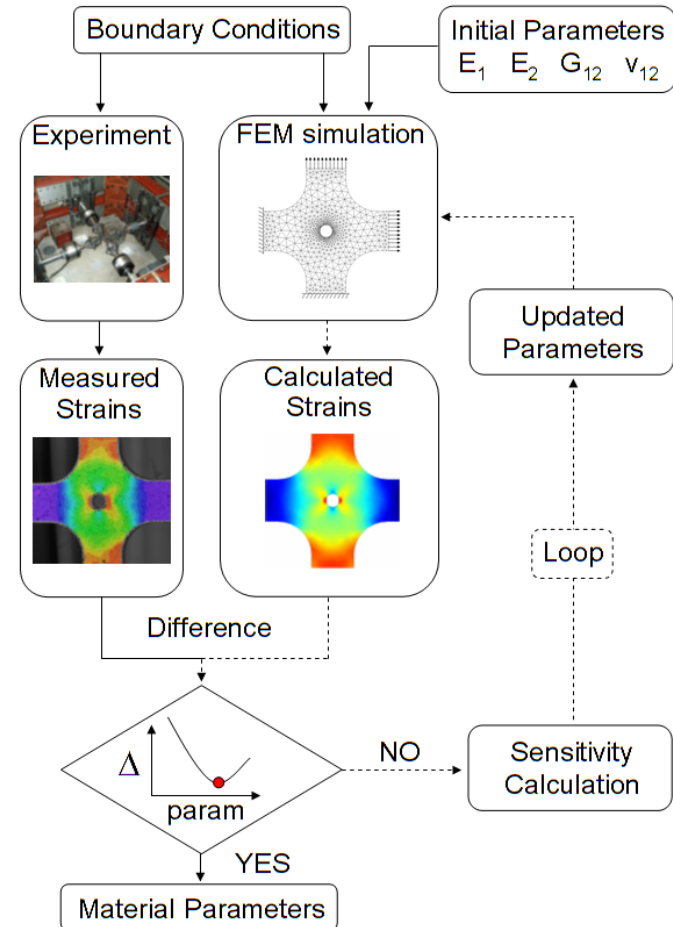 Boundary Conditions
Initial Parameters
E1 E2 G12 v12
Experiment
FEM simulation
Updated
Parameters
Measured
Strains
Calculated
Strains
Loop
Difference
Δ
param
NO
Sensitivity
Calculation
YES
Material Parameters